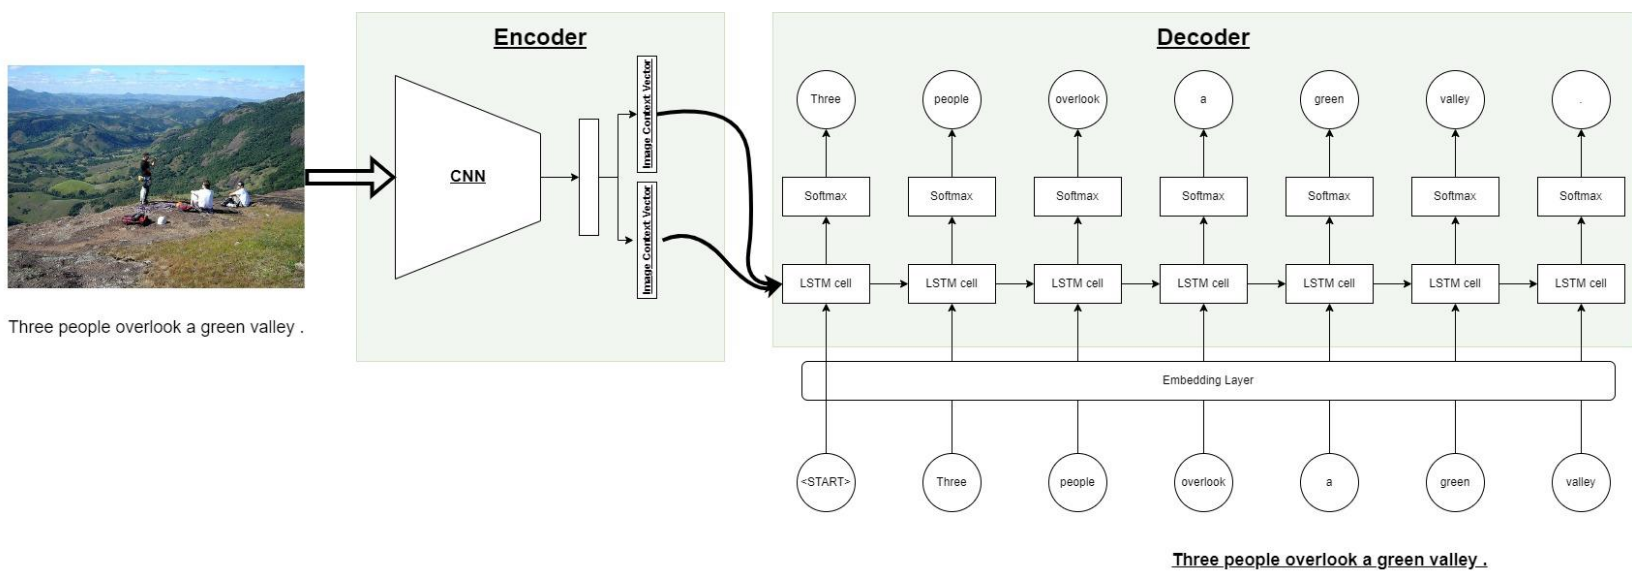 Encoder
Decoder
Three people overlook a green valley .
CNN
Image Context Vector
Image Context Vector
Three
people
overlook
a
green
valley
.
Softmax
Softmax
Softmax
Softmax
Softmax
Softmax
Softmax
LSTM cell
LSTM cell
LSTM cell
LSTM cell
LSTM cell
LSTM cell
LSTM cell
Embedding Layer
<START>
Three
people
overlook
a
green
valley
Three people overlook a green valley .